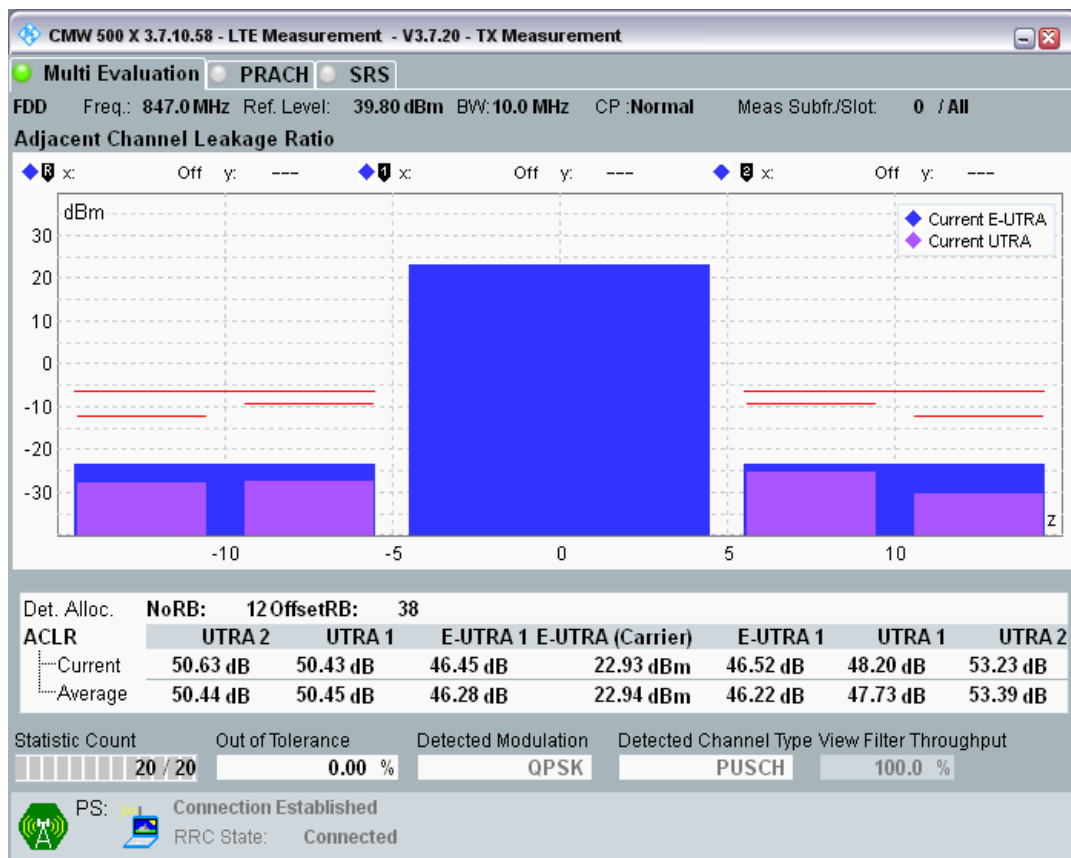 CMW 500 X 3.7.10.58 - LTE Measurement - V3.7.20 - TX Measurement
Multi Evaluation PRACH SRS
FDD Freq.: 847.0 MHz Ref. Level: 39.80 dBm BW: 10.0 MHz CP :Normal Meas Subfr./Slot: 0 / All
Adjacent Channel Leakage Ratio
R x: Off y: --- 1 x: Off y: --- 2 x: Off y: ---
dBm
Current E-UTRA
Current UTRA
30
20
10
0
-10
-20
-30
z
-10 -5 0 5 10
Det. Alloc. NoRB: 12 OffsetRB: 38
ACLR UTRA 2 UTRA 1 E-UTRA 1 E-UTRA (Carrier) E-UTRA 1 UTRA 1 UTRA 2
Current 50.63 dB 50.43 dB 46.45 dB 22.93 dBm 46.52 dB 48.20 dB 53.23 dB
Average 50.44 dB 50.45 dB 46.28 dB 22.94 dBm 46.22 dB 47.73 dB 53.39 dB
Statistic Count Out of Tolerance Detected Modulation Detected Channel Type View Filter Throughput
20 / 20 0.00 % QPSK PUSCH 100.0 %
PS: Connection Established
RRC State: Connected